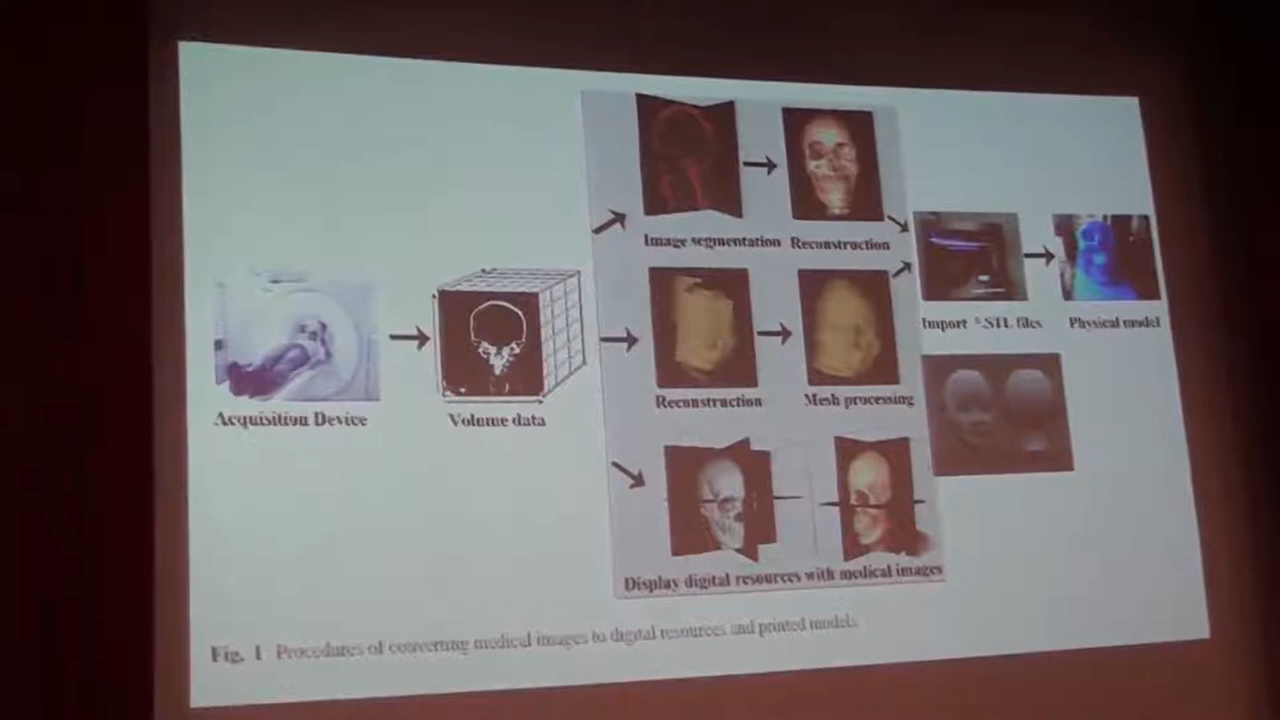 Image segmentation
Reconstruction
Import *.STL files
Physical model
Acquisition Device
Volume data
Reconstruction
Mesh processing
Display digital resources with medical images
Fig. 1 Procedures of converting medical images to digital resources and printed models